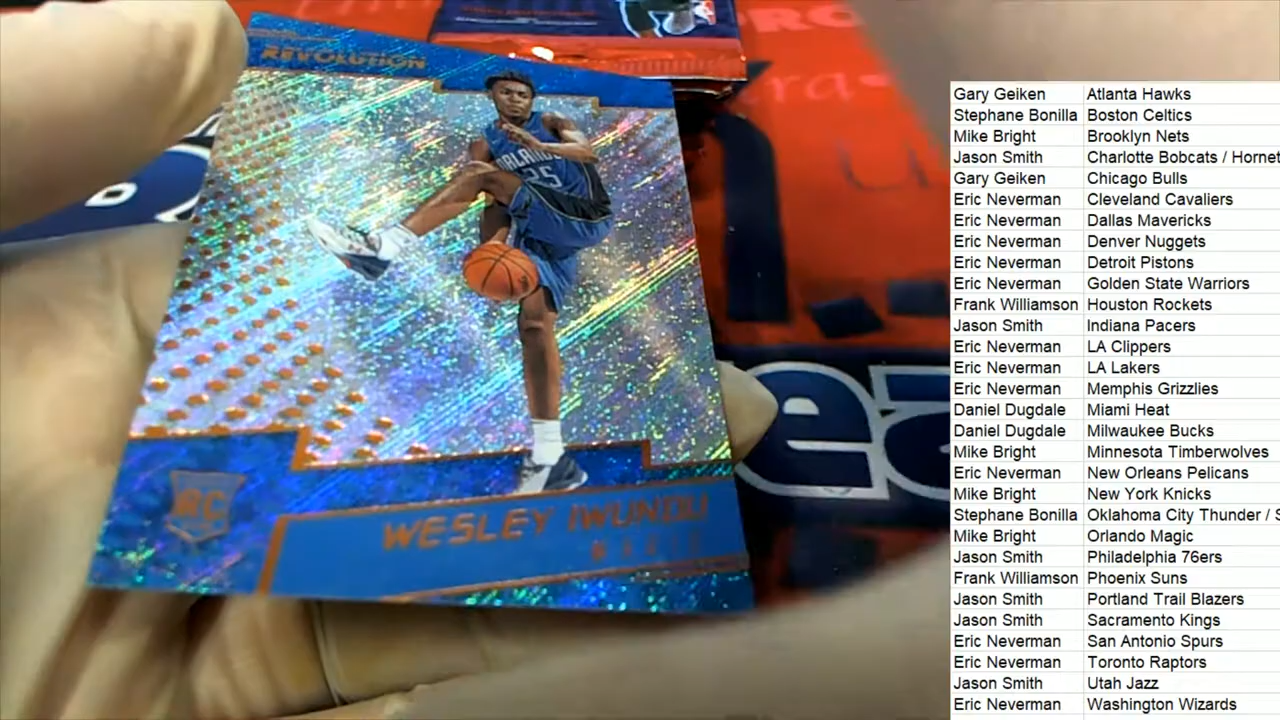 REVOLUTION
ORLANDO
25
RC
WESLEY IWUNDU
MAGIC
Gary Geiken Atlanta Hawks
Stephane Bonilla Boston Celtics
Mike Bright Brooklyn Nets
Jason Smith Charlotte Bobcats / Hornet
Gary Geiken Chicago Bulls
Eric Neverman Cleveland Cavaliers
Eric Neverman Dallas Mavericks
Eric Neverman Denver Nuggets
Eric Neverman Detroit Pistons
Eric Neverman Golden State Warriors
Frank Williamson Houston Rockets
Jason Smith Indiana Pacers
Eric Neverman LA Clippers
Eric Neverman LA Lakers
Eric Neverman Memphis Grizzlies
Daniel Dugdale Miami Heat
Daniel Dugdale Milwaukee Bucks
Mike Bright Minnesota Timberwolves
Eric Neverman New Orleans Pelicans
Mike Bright New York Knicks
Stephane Bonilla Oklahoma City Thunder / S
Mike Bright Orlando Magic
Jason Smith Philadelphia 76ers
Frank Williamson Phoenix Suns
Jason Smith Portland Trail Blazers
Jason Smith Sacramento Kings
Eric Neverman San Antonio Spurs
Eric Neverman Toronto Raptors
Jason Smith Utah Jazz
Eric Neverman Washington Wizards